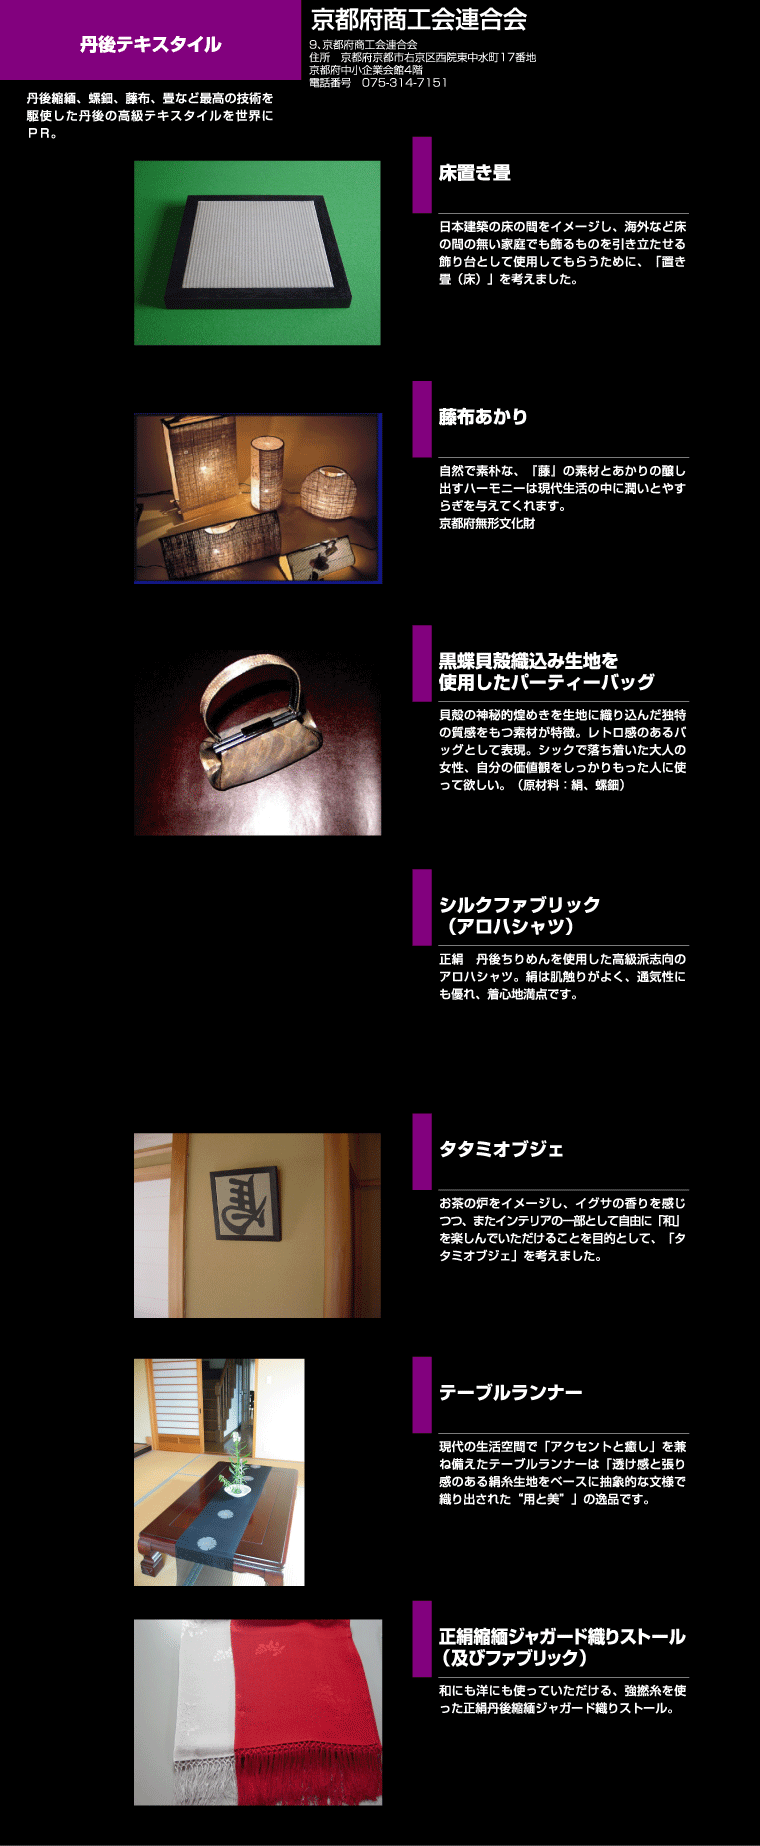 丹後テキスタイル
京都府商工会連合会
9、京都府商工会連合会
住所　京都府京都市右京区西院東中水町17番地
京都府中小企業会館4階
電話番号　075-314-7151
丹後縮緬、螺鈿、藤布、畳など最高の技術を
駆使した丹後の高級テキスタイルを世界に
ＰＲ。
床置き畳
日本建築の床の間をイメージし、海外など床
の間の無い家庭でも飾るものを引き立たせる
飾り台として使用してもらうために、「置き
畳（床）」を考えました。
藤布あかり
自然で素朴な、『藤』の素材とあかりの醸し
出すハーモニーは現代生活の中に潤いとやす
らぎを与えてくれます。
京都府無形文化財
黒蝶貝殻織込み生地を
使用したパーティーバッグ
貝殻の神秘的煌めきを生地に織り込んだ独特
の質感をもつ素材が特徴。レトロ感のあるバ
ッグとして表現。シックで落ち着いた大人の
女性、自分の価値観をしっかりもった人に使
って欲しい。（原材料：絹、螺鈿）
シルクファブリック
（アロハシャツ）
正絹　丹後ちりめんを使用した高級派志向の
アロハシャツ。絹は肌触りがよく、通気性に
も優れ、着心地満点です。
タタミオブジェ
お茶の炉をイメージし、イグサの香りを感じ
つつ、またインテリアの一部として自由に「和」
を楽しんでいただけることを目的として、「タ
タミオブジェ」を考えました。
テーブルランナー
現代の生活空間で「アクセントと癒し」を兼
ね備えたテーブルランナーは「透け感と張り
感のある絹糸生地をベースに抽象的な文様で
織り出された“用と美”」の逸品です。
正絹縮緬ジャガード織りストール
（及びファブリック）
和にも洋にも使っていただける、強撚糸を使
った正絹丹後縮緬ジャガード織りストール。